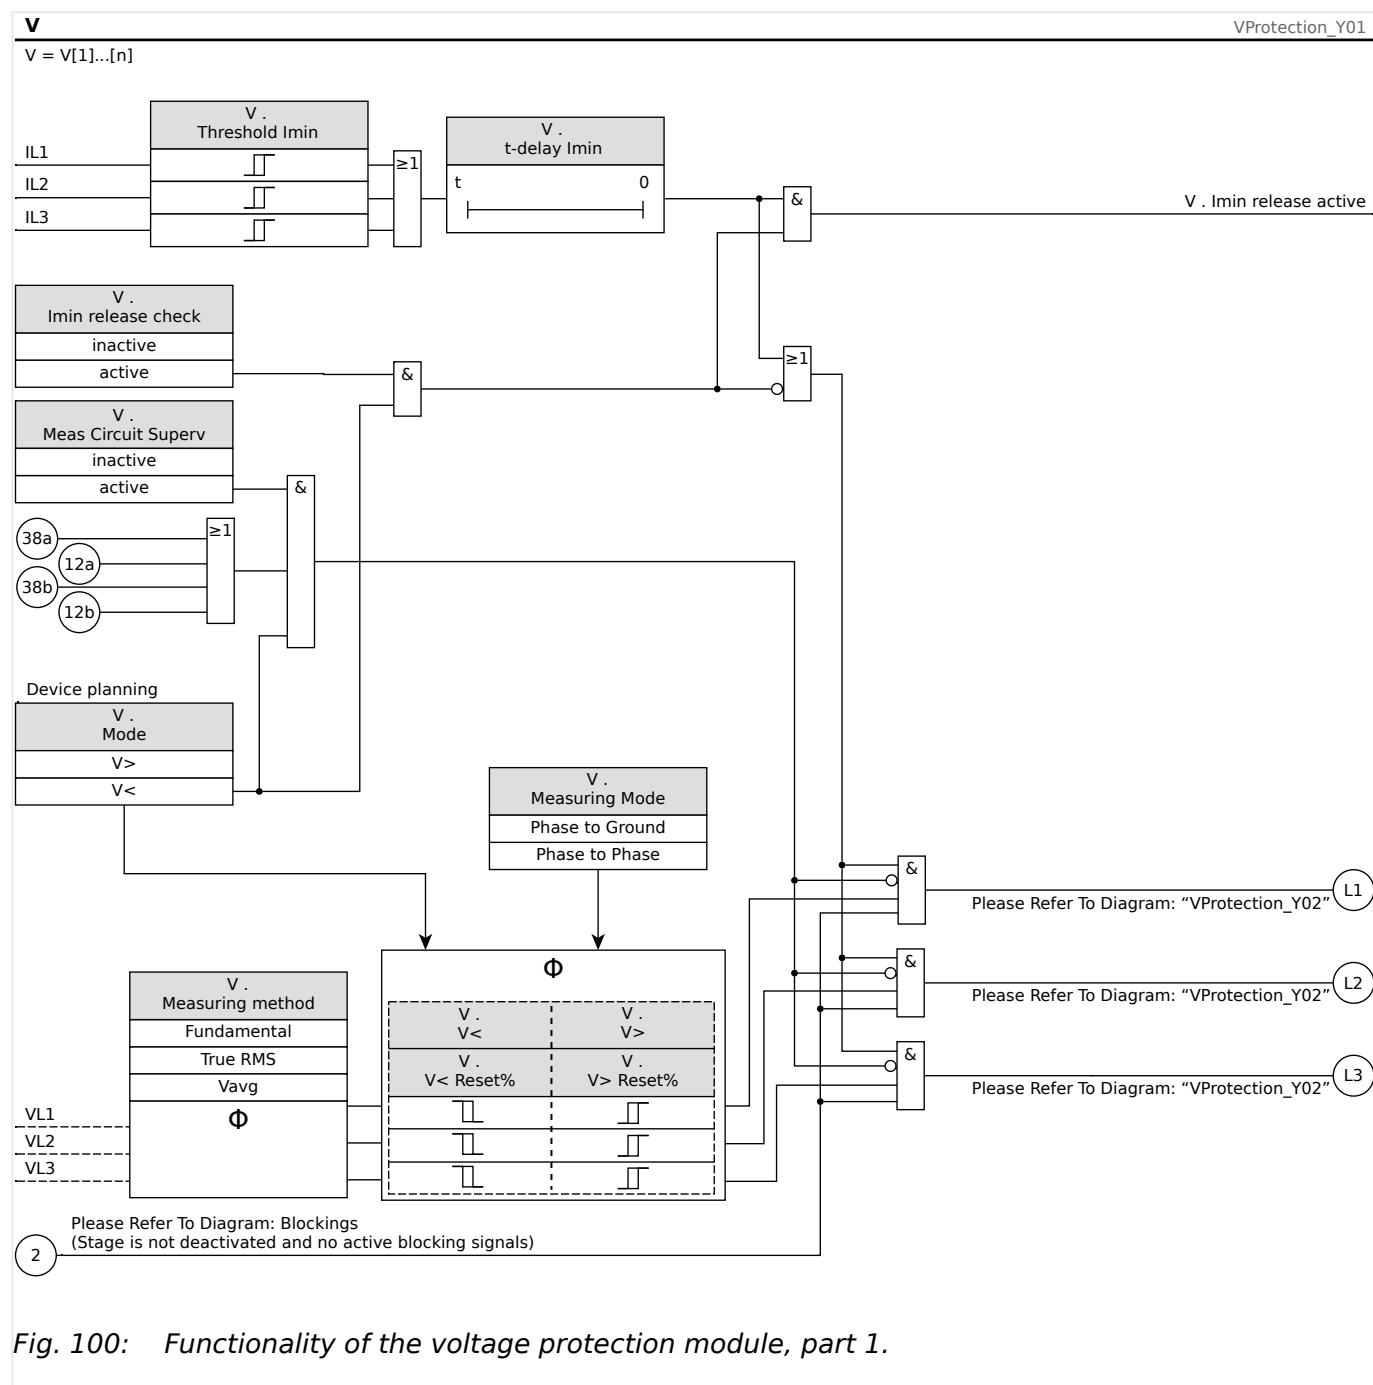 V
VProtection_Y01
V = V[1]...[n]
V .
Threshold Imin
IL1
IL2
IL3
≥1
V .
t-delay Imin
t
0
&
V . Imin release active
V .
Imin release check
inactive
active
&
≥1
V .
Meas Circuit Superv
inactive
active
&
38a
12a
38b
12b
≥1
Device planning
V .
Mode
V>
V<
V .
Measuring Mode
Phase to Ground
Phase to Phase
&
L1
Please Refer To Diagram: “VProtection_Y02”
&
L2
Please Refer To Diagram: “VProtection_Y02”
&
L3
Please Refer To Diagram: “VProtection_Y02”
V .
Measuring method
Fundamental
True RMS
Vavg
Φ
VL1
VL2
VL3
Φ
V .
V<
V .
V>
V .
V< Reset%
V .
V> Reset%
Please Refer To Diagram: Blockings
(Stage is not deactivated and no active blocking signals)
2
Fig. 100: Functionality of the voltage protection module, part 1.